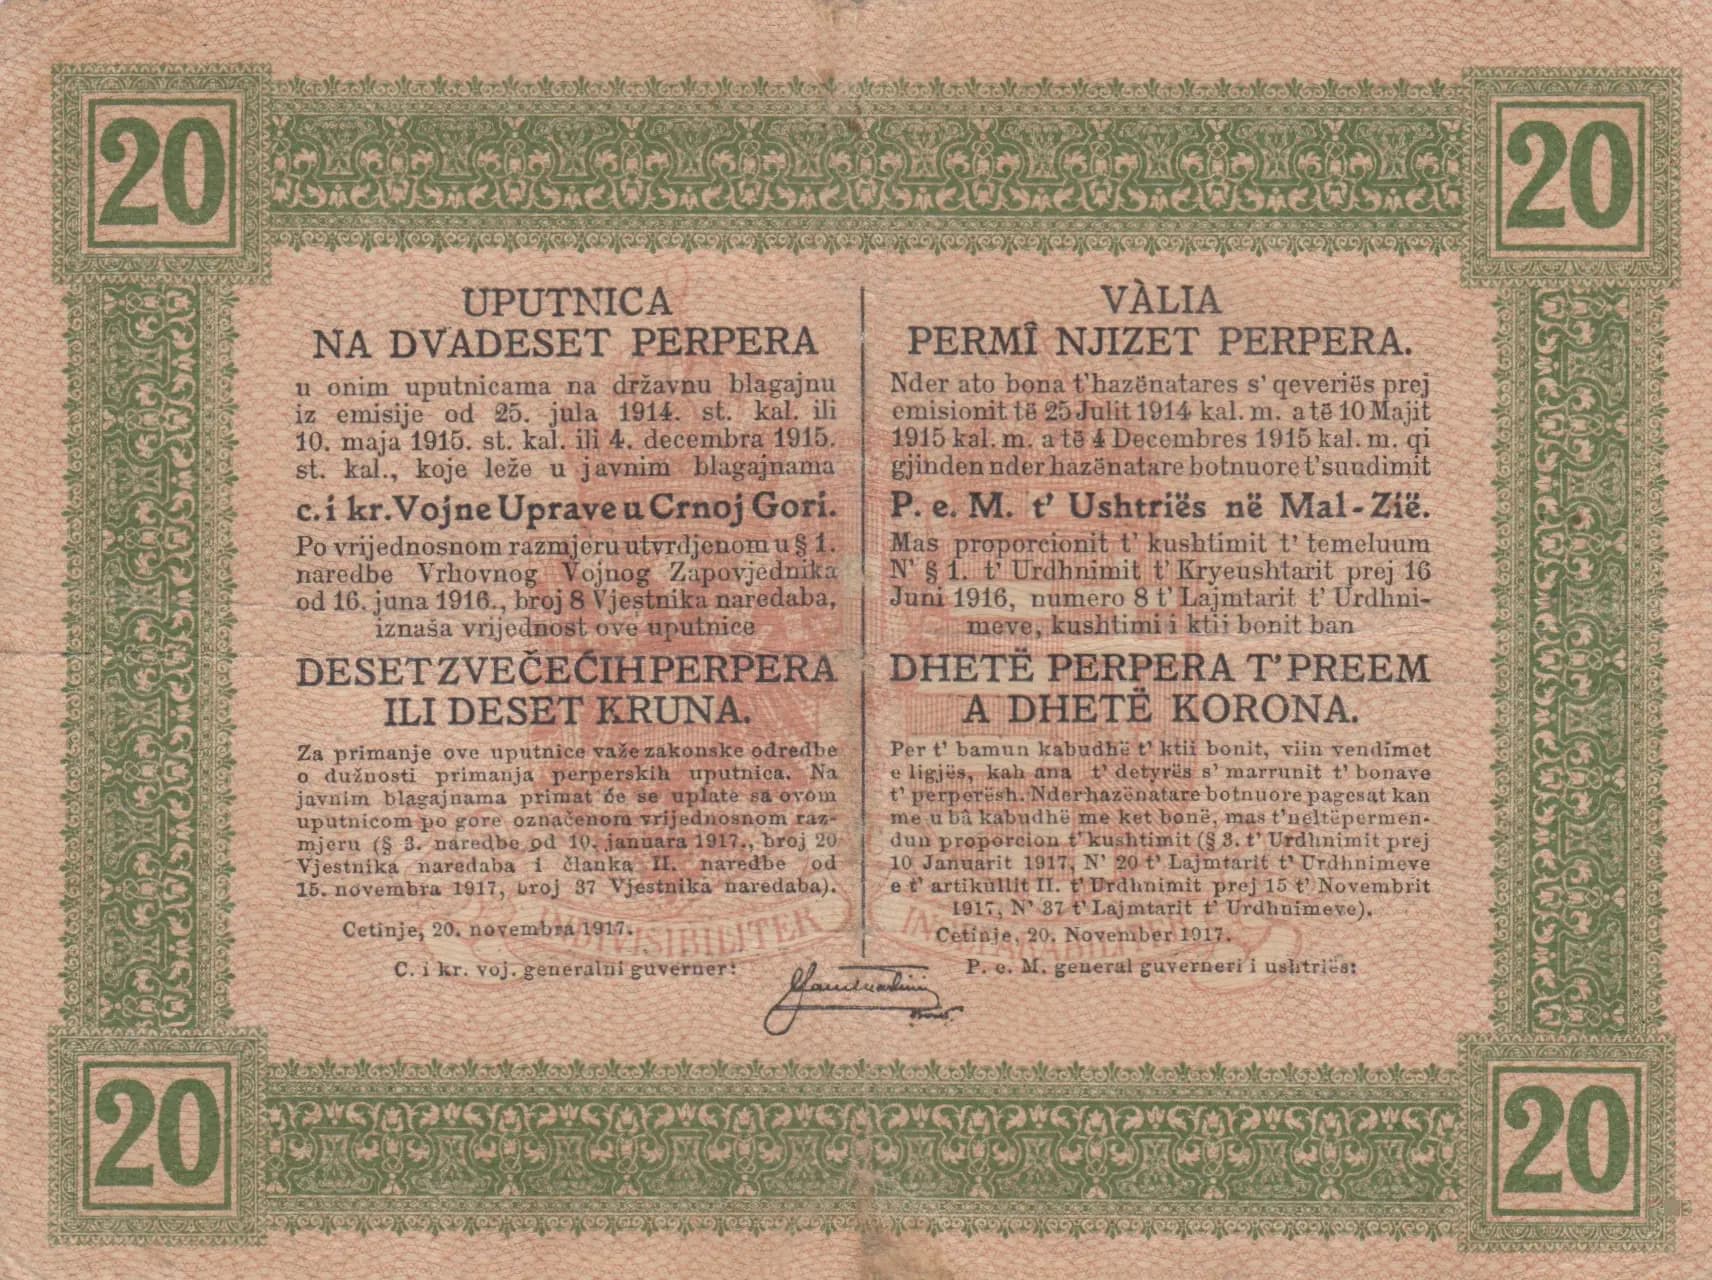 20
20
UPUTNICA
NA DVADESET PERPERA
u onim uputnicama na državnu blagajnu
iz emisije od 25. jula 1914. st. kal. ili
10. maja 1915. st. kal. ili 4. decembra 1915.
st. kal., koje leže u javnim blagajnama
c. i kr. Vojne Uprave u Crnoj Gori.
Po vrijednosnom razmjeru utvrdjenom u § 1.
naredbe Vrhovnog Vojnog Zapovjednika
od 16. juna 1916., broj 8 Vjestnika naredaba,
iznaša vrijednost ove uputnice
DESET ZVEČEĆIH PERPERA
ILI DESET KRUNA.
Za primanje ove uputnice važe zakonske odredbe
o dužnosti primanja perperskih uputnica. Na
javnim blagajnama primat će se uplate sa ovom
uputnicom po gore označenom vrijednosnom raz-
mjeru (§ 3. naredbe od 10. januara 1917., broj 20
Vjestnika naredaba i članka II. naredbe od
15. novembra 1917, broj 37 Vjestnika naredaba).
Cetinje, 20. novembra 1917.
C. i kr. voj. generalni guverner:
VÀLIA
PERMÎ NJIZET PERPERA.
Nder ato bona t'hazënatares s' qeveriës prej
emisionit të 25 Julit 1914 kal. m. a të 10 Majit
1915 kal. m. a të 4 Decembres 1915 kal. m. qi
gjinden nder hazënatare botnuore t'sundimit
P. e. M. t' Ushtriës në Mal-Zië.
Mas proporcionit t' kushtimit t' temeluum
N' § 1. t' Urdhnimit t' Kryeushtarit prej 16
Juni 1916, numero 8 t' Lajmtarit t' Urdhni-
meve, kushtimi i ktii bonit ban
DHETË PERPERA T' PREEM
A DHETË KORONA.
Per t' bamun kabudhë t' ktii bonit, viin vendimet
e ligjës, kah ana t' detyrës s' marrunit t' bonave
t' perperësh. Nder hazënatare botnuore pagesat kan
me u bâ kabudhë me ket bonë, mas t'neltëpermen-
dun proporcion t' kushtimit (§ 3. t' Urdhnimit prej
10 Januarit 1917, N' 20 t' Lajmtarit t' Urdhnimeve
e t' artikullit II. t' Urdhnimit prej 15 t' Novembrit
1917, N' 37 t' Lajmtarit t' Urdhnimeve).
Cetinje, 20. November 1917.
P. e. M. general guverneri i ushtriës:
INDIVISIBILITER
20
20